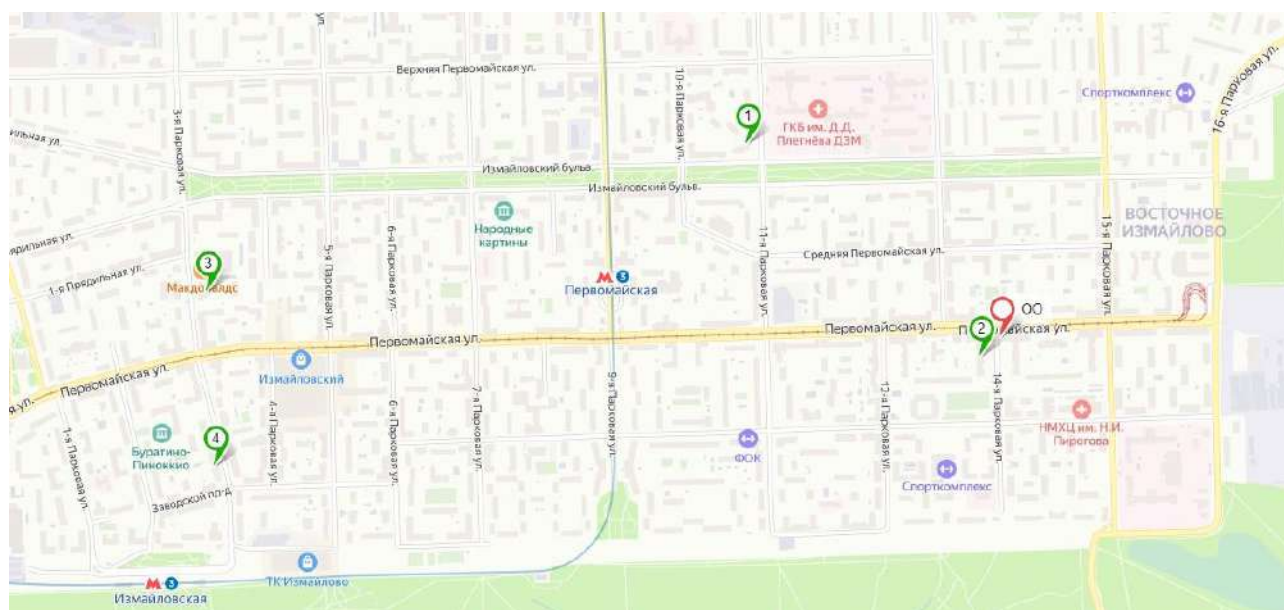 Верхняя Первомайская ул.
10-я Парковая ул.
1
ГКБ им. Д.Д.
Плетнёва ДЗМ
Спорткомплекс
16-я Парковая ул.
3-я Парковая ул.
Измайловский бульв.
Измайловский бульв.
Народные
картины
5-я Парковая ул.
6-я Парковая ул.
11-я Парковая ул.
Средняя Первомайская ул.
15-я Парковая ул.
ВОСТОЧНОЕ
ИЗМАЙЛОВО
1-я Прядильная ул.
3
Макдоналдс
М 3
Первомайская
Первомайская ул.
Первомайская ул.
Первомайская ул.
Первомайская ул.
2
ОО
Измайловский
1-я Парковая ул.
Буратино-
Пиноккио
4
4-я Парковая ул.
6-я Парковая ул.
7-я Парковая ул.
9-я Парковая ул.
ФОК
14-я Парковая ул.
НМХЦ им. Н.И.
Пирогова
Спорткомплекс
Заводской пр-д
ТК Измайлово
М 3
Измайловская